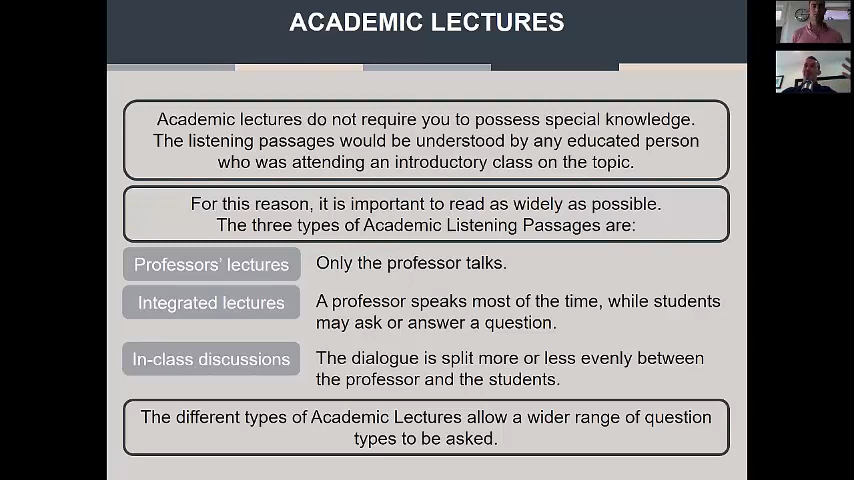 ACADEMIC LECTURES
Academic lectures do not require you to possess special knowledge.
The listening passages would be understood by any educated person
who was attending an introductory class on the topic.
For this reason, it is important to read as widely as possible.
The three types of Academic Listening Passages are:
Professors' lectures
Only the professor talks.
Integrated lectures
A professor speaks most of the time, while students
may ask or answer a question.
In-class discussions
The dialogue is split more or less evenly between
the professor and the students.
The different types of Academic Lectures allow a wider range of question
types to be asked.